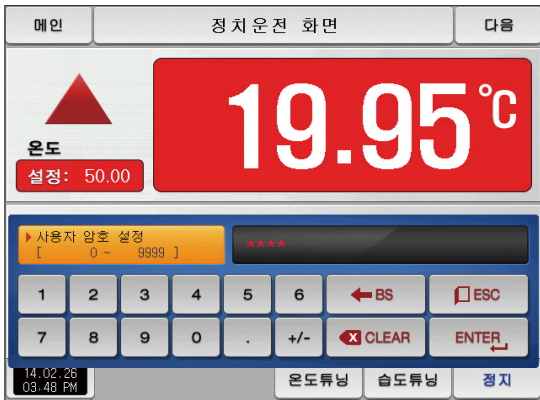 메인 정치운전 화면 다음
19.95℃
온도
설정: 50.00
사용자 암호 설정 ****
[ 0 ~ 9999 ]
1 2 3 4 5 6 BS ESC
7 8 9 0 . +/- CLEAR ENTER
14.02.26
03:48 PM
온도튜닝 습도튜닝 정지